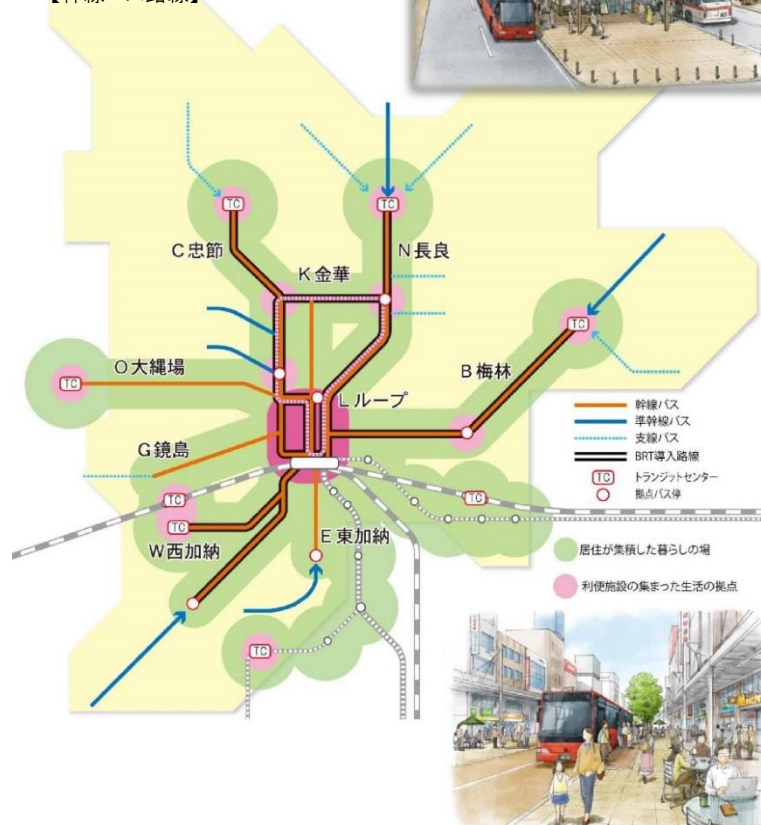 TC
TC
C忠節
N長良
K金華
TC
B梅林
O大縄場
TC
Lループ
幹線バス
準幹線バス
支線バス
BRT導入路線
TC トランジットセンター
拠点バス停
G鏡島
TC
TC
TC
E東加納
W西加納
居住が集積した暮らしの場
利便施設の集まった生活の拠点
TC